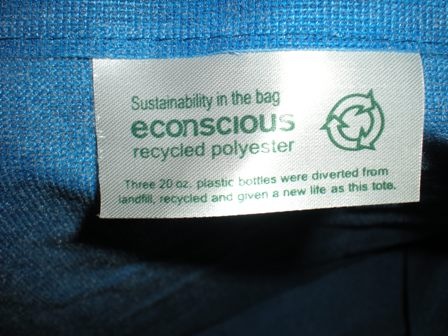 Sustainability in the bag
econscious
recycled polyester
Three 20 oz. plastic bottles were diverted from
landfill, recycled and given a new life as this tote.